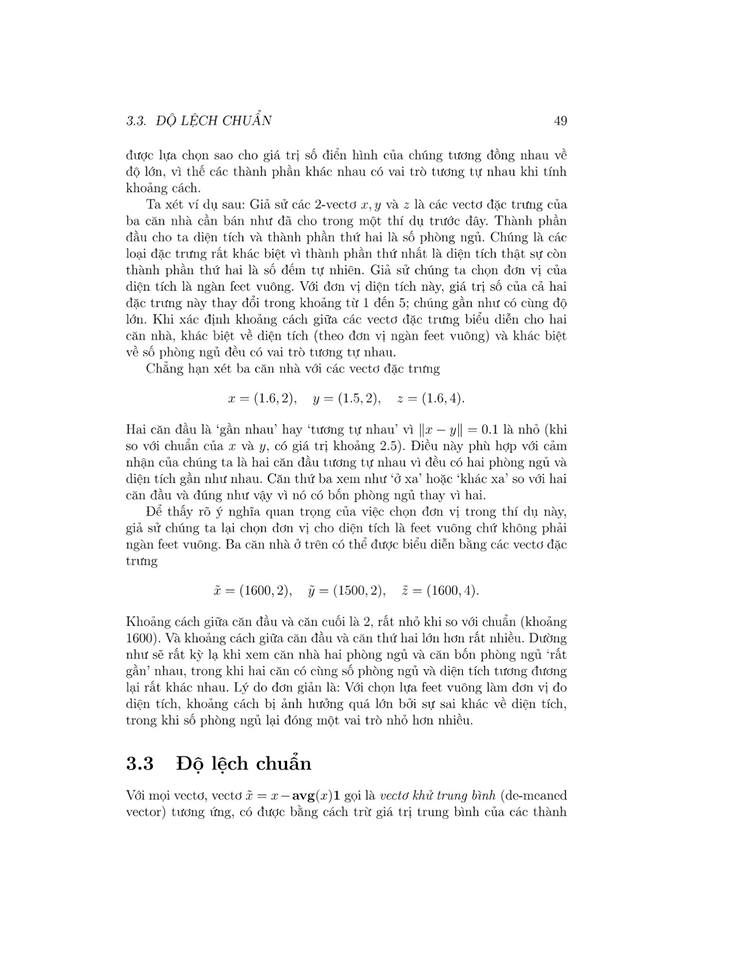 3.3. ĐỘ LỆCH CHUẨN 49
được lựa chọn sao cho giá trị số điển hình của chúng tương đồng nhau về
độ lớn, vì thế các thành phần khác nhau có vai trò tương tự nhau khi tính
khoảng cách.
Ta xét ví dụ sau: Giả sử các 2-vectơ x, y và z là các vectơ đặc trưng của
ba căn nhà cần bán như đã cho trong một thí dụ trước đây. Thành phần
đầu cho ta diện tích và thành phần thứ hai là số phòng ngủ. Chúng là các
loại đặc trưng rất khác biệt vì thành phần thứ nhất là diện tích thật sự còn
thành phần thứ hai là số đếm tự nhiên. Giả sử chúng ta chọn đơn vị của
diện tích là ngàn feet vuông. Với đơn vị diện tích này, giá trị số của cả hai
đặc trưng này thay đổi trong khoảng từ 1 đến 5; chúng gần như có cùng độ
lớn. Khi xác định khoảng cách giữa các vectơ đặc trưng biểu diễn cho hai
căn nhà, khác biệt về diện tích (theo đơn vị ngàn feet vuông) và khác biệt
về số phòng ngủ đều có vai trò tương tự nhau.
Chẳng hạn xét ba căn nhà với các vectơ đặc trưng
x = (1.6, 2), y = (1.5, 2), z = (1.6, 4).
Hai căn đầu là ‘gần nhau’ hay ‘tương tự nhau’ vì ‖x − y‖ = 0.1 là nhỏ (khi
so với chuẩn của x và y, có giá trị khoảng 2.5). Điều này phù hợp với cảm
nhận của chúng ta là hai căn đầu tương tự nhau vì đều có hai phòng ngủ và
diện tích gần như nhau. Căn thứ ba xem như ‘ở xa’ hoặc ‘khác xa’ so với hai
căn đầu và đúng như vậy vì nó có bốn phòng ngủ thay vì hai.
Để thấy rõ ý nghĩa quan trọng của việc chọn đơn vị trong thí dụ này,
giả sử chúng ta lại chọn đơn vị cho diện tích là feet vuông chứ không phải
ngàn feet vuông. Ba căn nhà ở trên có thể được biểu diễn bằng các vectơ đặc
trưng
x̃ = (1600, 2), ỹ = (1500, 2), z̃ = (1600, 4).
Khoảng cách giữa căn đầu và căn cuối là 2, rất nhỏ khi so với chuẩn (khoảng
1600). Và khoảng cách giữa căn đầu và căn thứ hai lớn hơn rất nhiều. Dường
như sẽ rất kỳ lạ khi xem căn nhà hai phòng ngủ và căn bốn phòng ngủ ‘rất
gần’ nhau, trong khi hai căn có cùng số phòng ngủ và diện tích tương đương
lại rất khác nhau. Lý do đơn giản là: Với chọn lựa feet vuông làm đơn vị đo
diện tích, khoảng cách bị ảnh hưởng quá lớn bởi sự sai khác về diện tích,
trong khi số phòng ngủ lại đóng một vai trò nhỏ hơn nhiều.
3.3 Độ lệch chuẩn
Với mọi vectơ, vectơ x̃ = x − avg(x)1 gọi là vectơ khử trung bình (de-meaned
vector) tương ứng, có được bằng cách trừ giá trị trung bình của các thành